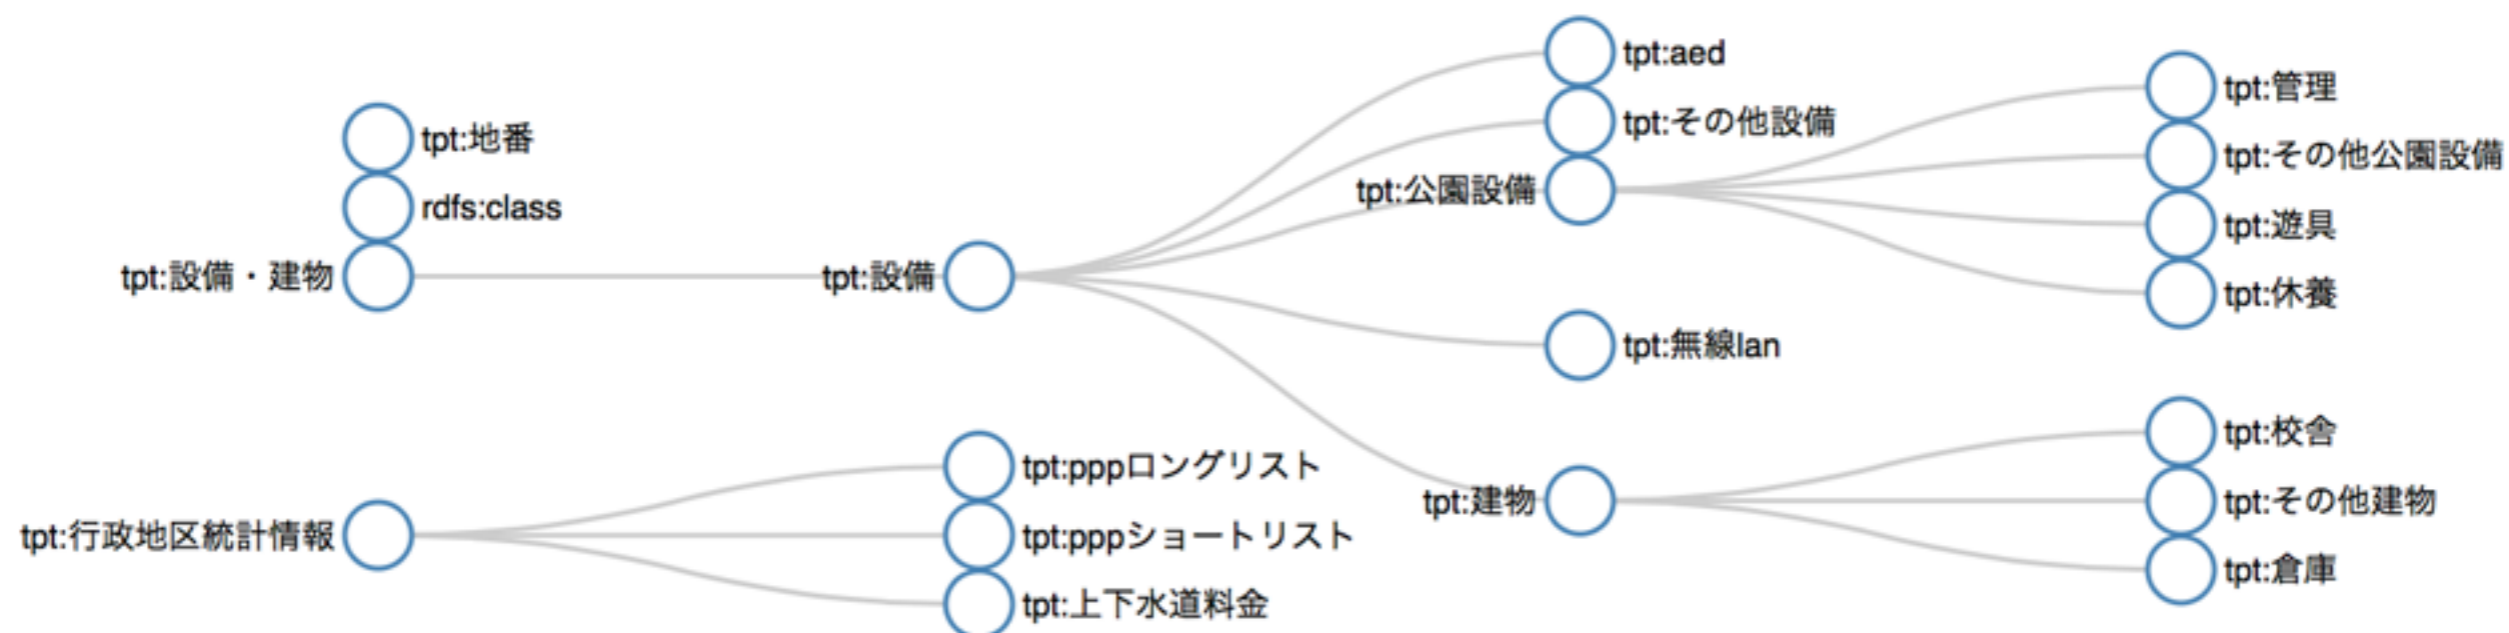 tpt:地番
rdfs:class
tpt:設備・建物
tpt:設備
tpt:aed
tpt:その他設備
tpt:公園設備
tpt:管理
tpt:その他公園設備
tpt:遊具
tpt:休養
tpt:無線lan
tpt:建物
tpt:校舎
tpt:その他建物
tpt:倉庫
tpt:行政地区統計情報
tpt:pppロングリスト
tpt:pppショートリスト
tpt:上下水道料金